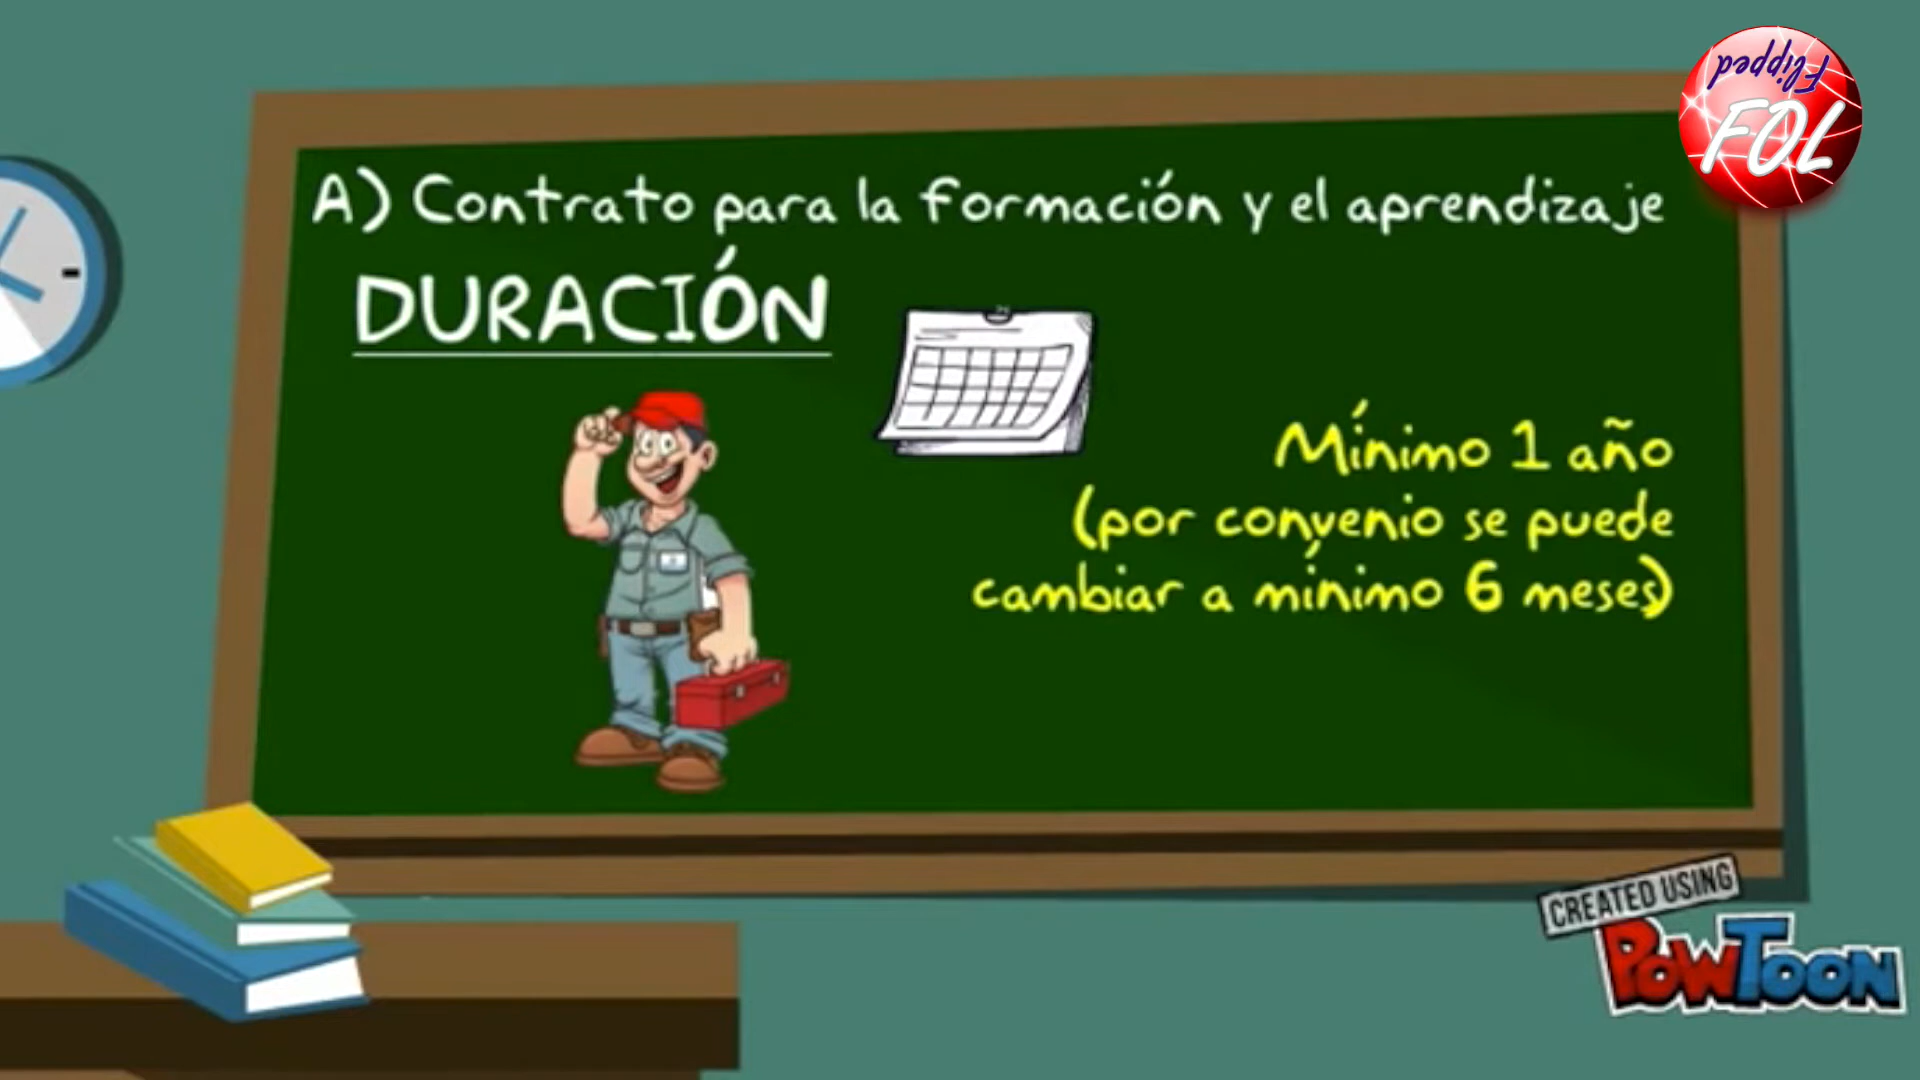 Flipped
FOL
A) Contrato para la formación y el aprendizaje
DURACIÓN
Mínimo 1 año
(por convenio se puede
cambiar a mínimo 6 meses)
CREATED USING
POWTOON